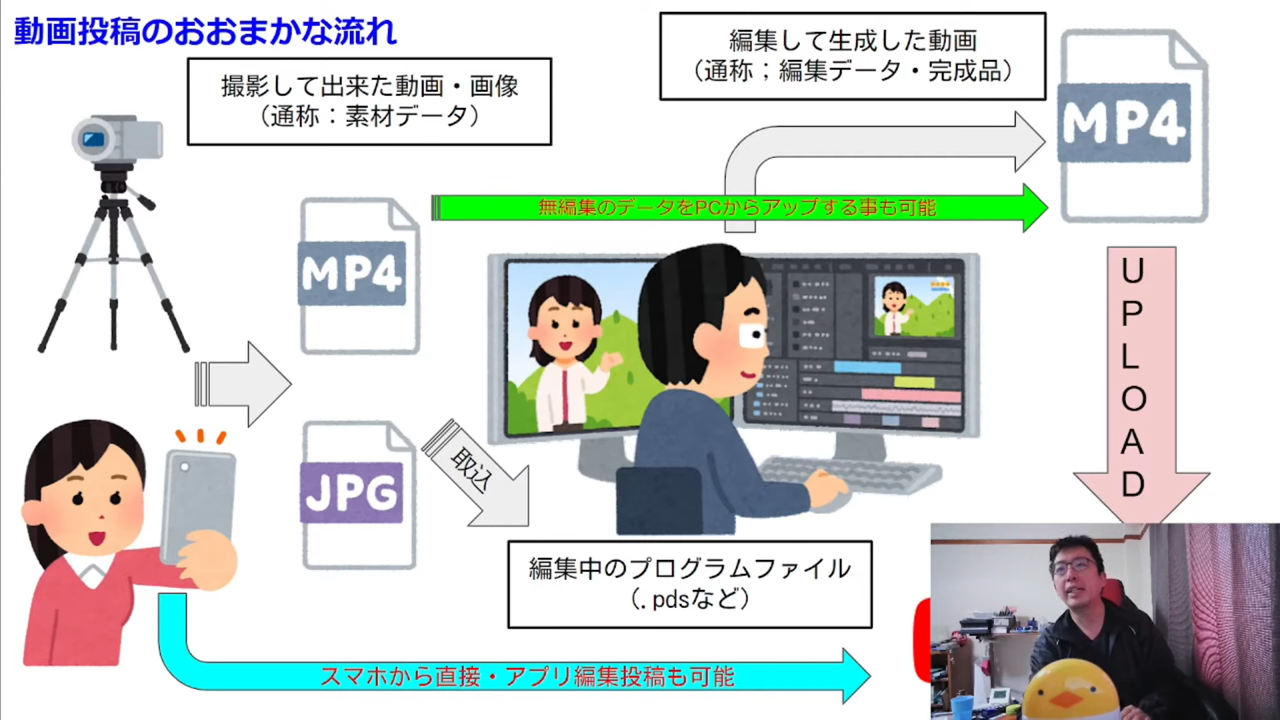 動画投稿のおおまかな流れ
撮影して出来た動画・画像
（通称：素材データ）
編集して生成した動画
（通称；編集データ・完成品）
MP4
無編集のデータをPCからアップする事も可能
MP4
JPG
取込
UPLOAD
編集中のプログラムファイル
（.pdsなど）
スマホから直接・アプリ編集投稿も可能